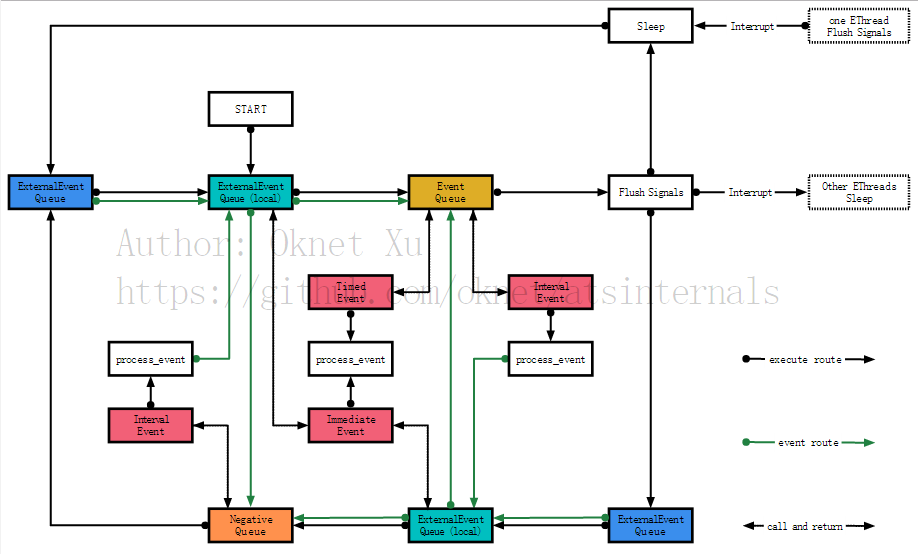 Sleep
Interrupt
one EThread
Flush Signals
START
ExternalEvent
Queue
ExternalEvent
Queue (local)
Event
Queue
Flush Signals
Interrupt
Other EThreads
Sleep
Author: Oknet Xu
https://github.com/oknet/atsinternals
Timed
Event
Interval
Event
process_event
process_event
process_event
execute route
Interval
Event
Immediate
Event
event route
Negative
Queue
ExternalEvent
Queue (local)
ExternalEvent
Queue
call and return